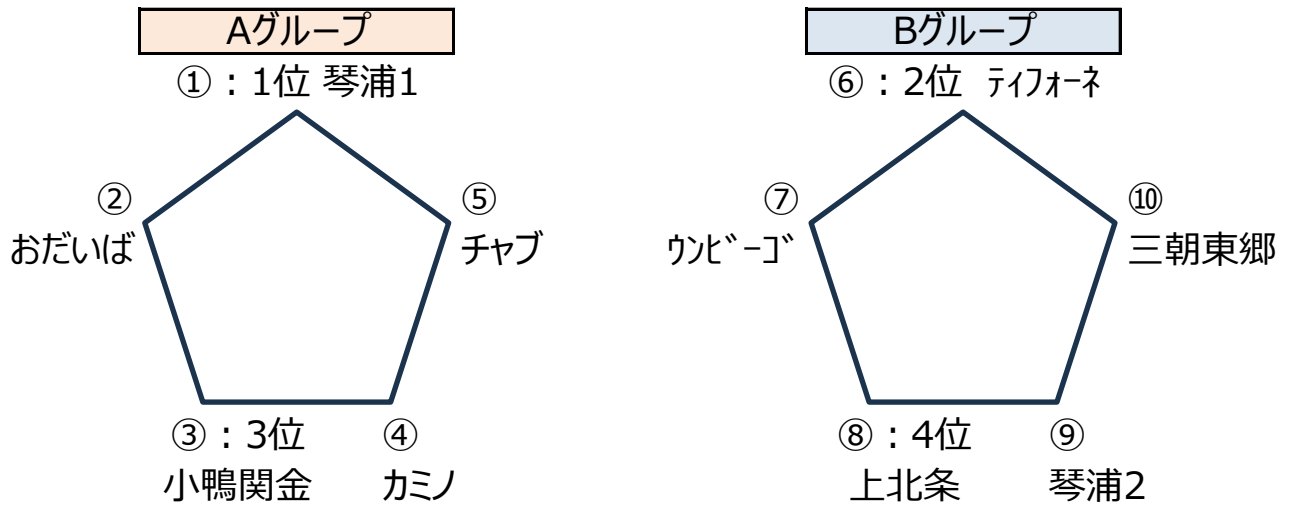 Aグループ
①：1位 琴浦1
②
おだいば
⑤
チャブ
③：3位
小鴨関金
④
カミノ
Bグループ
⑥：2位 ﾃｨﾌｫｰﾈ
⑦
ｳﾝﾋﾞｰｺﾞ
⑩
三朝東郷
⑧：4位
上北条
⑨
琴浦2